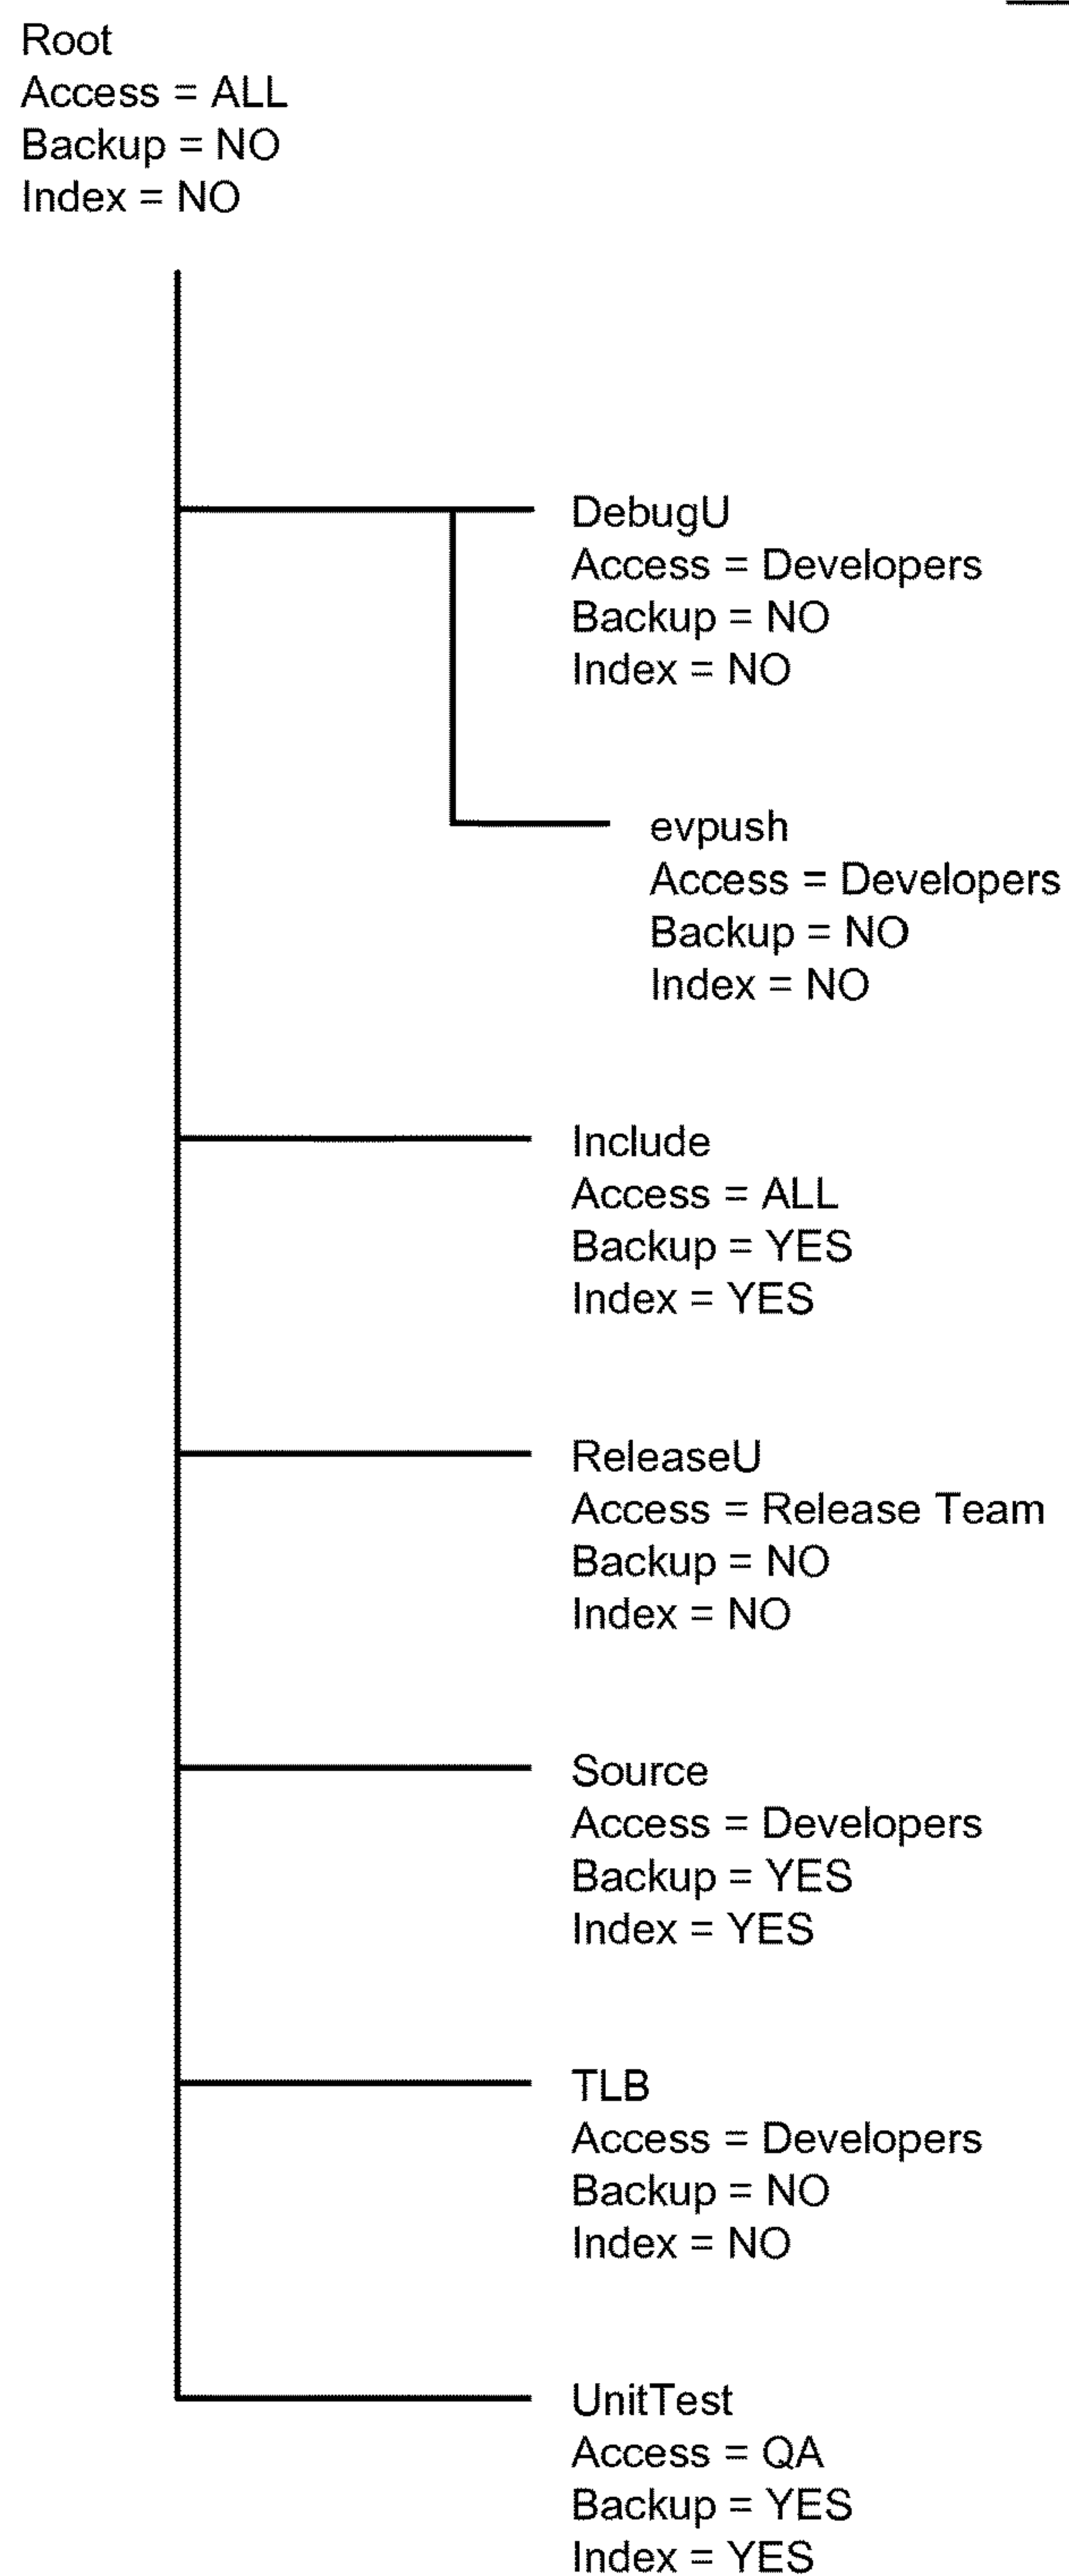 Root
Access = ALL
Backup = NO
Index = NO
DebugU
Access = Developers
Backup = NO
Index = NO
evpush
Access = Developers
Backup = NO
Index = NO
Include
Access = ALL
Backup = YES
Index = YES
ReleaseU
Access = Release Team
Backup = NO
Index = NO
Source
Access = Developers
Backup = YES
Index = YES
TLB
Access = Developers
Backup = NO
Index = NO
UnitTest
Access = QA
Backup = YES
Index = YES